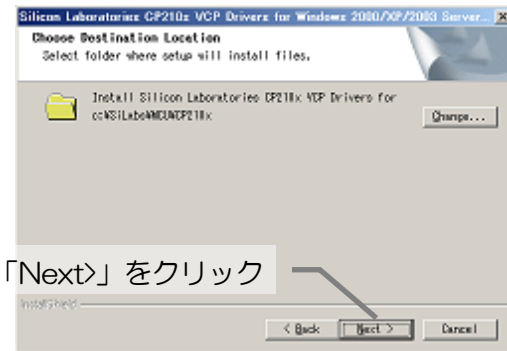 Silicon Laboratories CP210x VCP Drivers for Windows 2000/XP/2003 Server...
Choose Destination Location
Select folder where setup will install files.
Install Silicon Laboratories CP210x VCP Drivers for
c:¥SiLabs¥MCU¥CP210x
Change...
「Next>」をクリック
InstallShield
< Back
Next >
Cancel